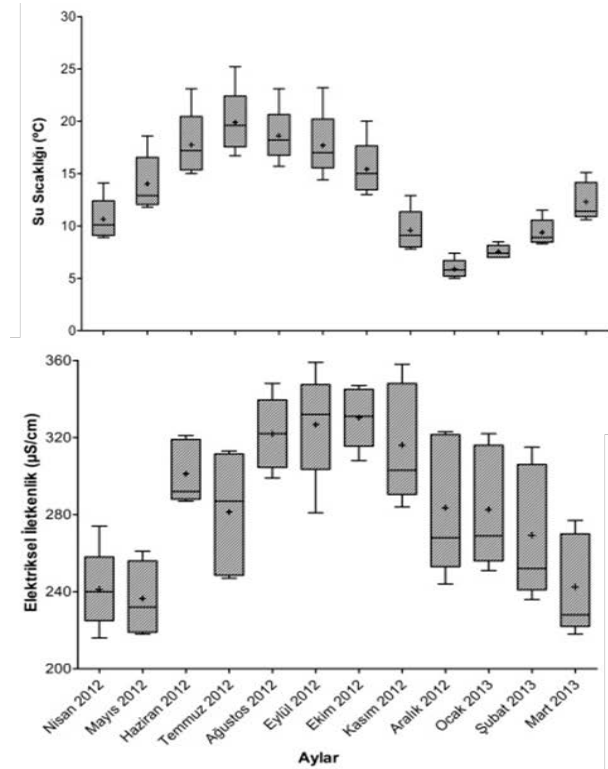 30
25
20
15
10
5
0
Su Sıcaklığı (ºC)
360
320
280
240
200
Elektriksel İletkenlik (µS/cm)
Nisan 2012
Mayıs 2012
Haziran 2012
Temmuz 2012
Ağustos 2012
Eylül 2012
Ekim 2012
Kasım 2012
Aralık 2012
Ocak 2013
Şubat 2013
Mart 2013
Aylar